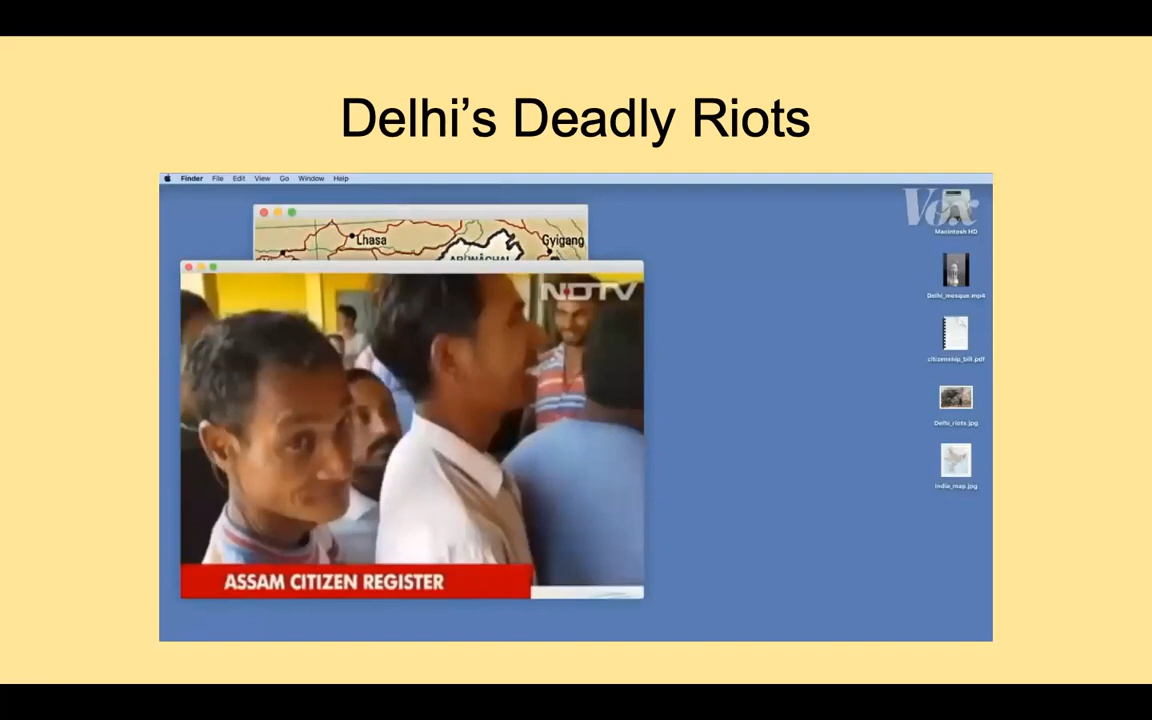 Delhi's Deadly Riots
Finder File Edit View Go Window Help
Vox
Macintosh HD
Lhasa
Gyigang
ARUNĀCHAL
NDTV
Delhi_mosque.mp4
citizenship_bill.pdf
Delhi_riots.jpg
India_map.jpg
ASSAM CITIZEN REGISTER